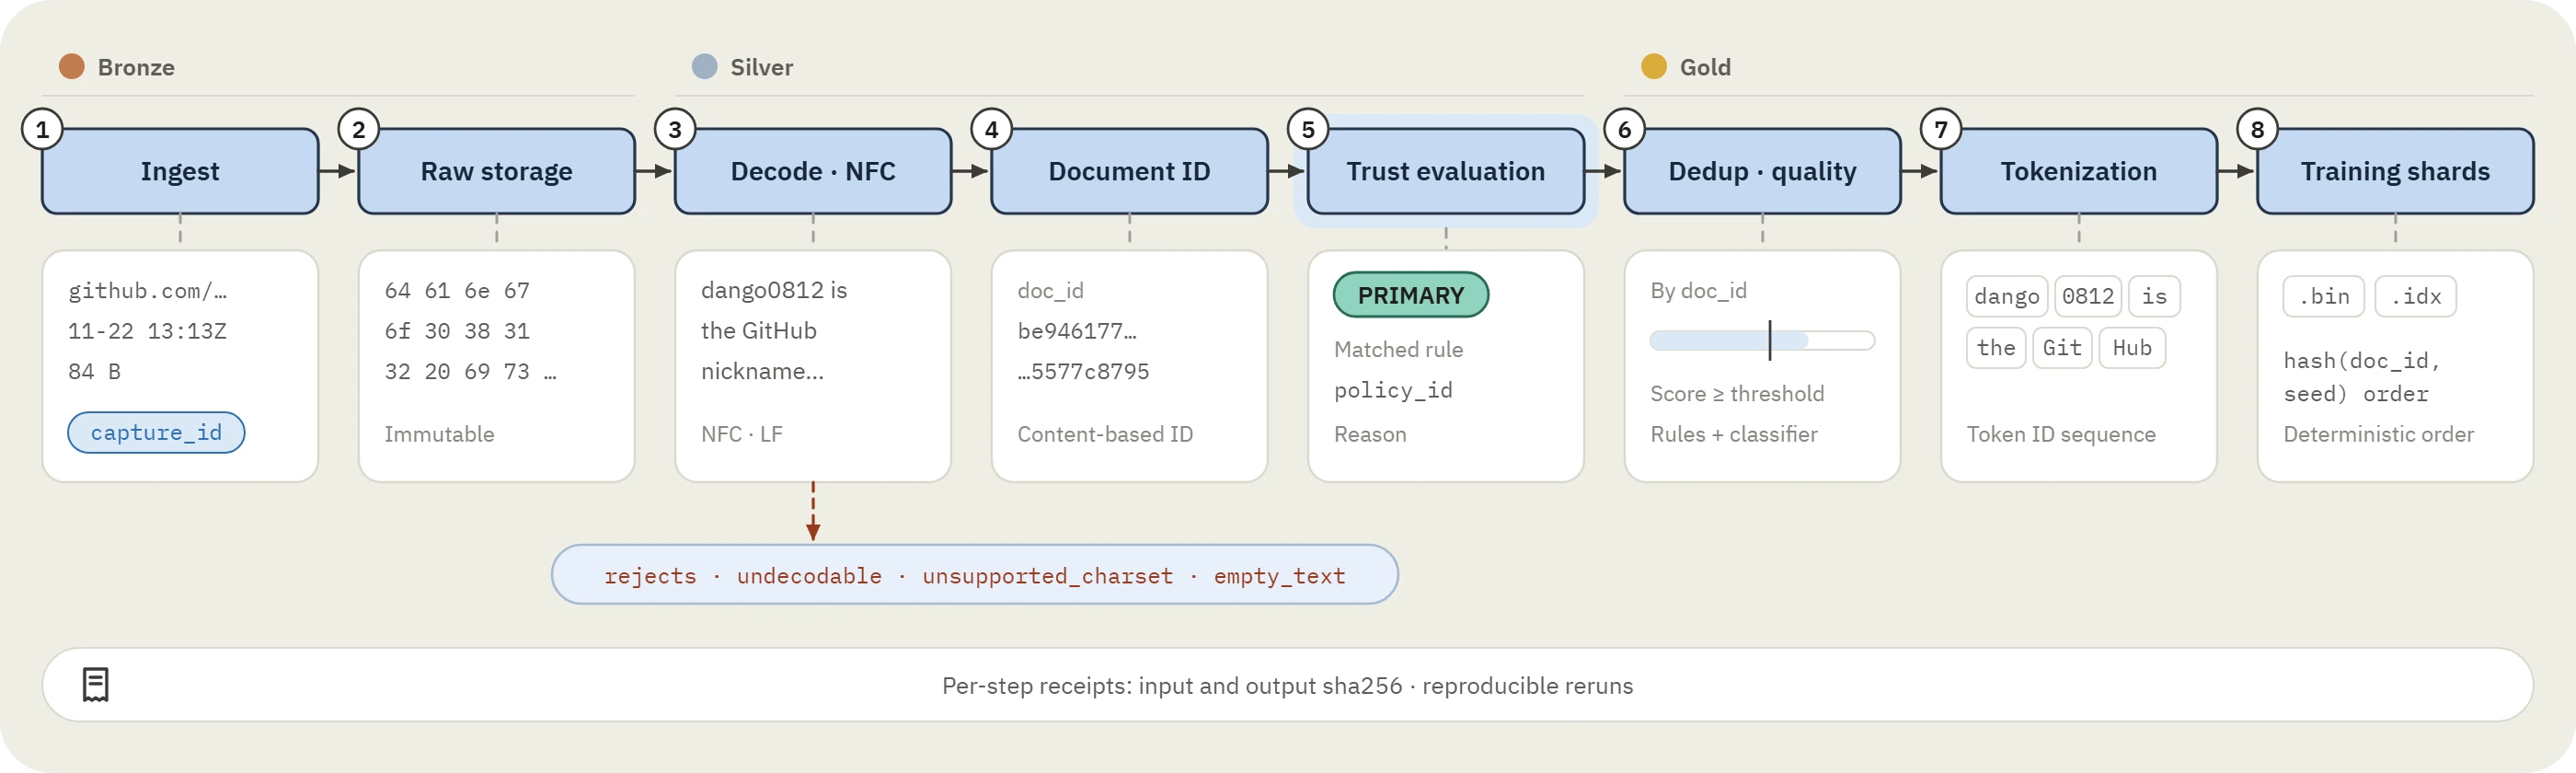 Bronze
Silver
Gold
1
Ingest
2
Raw storage
3
Decode · NFC
4
Document ID
5
Trust evaluation
6
Dedup · quality
7
Tokenization
8
Training shards
github.com/…
11-22 13:13Z
84 B
capture_id
64 61 6e 67
6f 30 38 31
32 20 69 73 …
Immutable
dango0812 is
the GitHub
nickname…
NFC · LF
doc_id
be946177…
…5577c8795
Content-based ID
PRIMARY
Matched rule
policy_id
Reason
By doc_id
Score ≥ threshold
Rules + classifier
dango 0812 is
the Git Hub
Token ID sequence
.bin .idx
hash(doc_id,
seed) order
Deterministic order
rejects · undecodable · unsupported_charset · empty_text
Per-step receipts: input and output sha256 · reproducible reruns